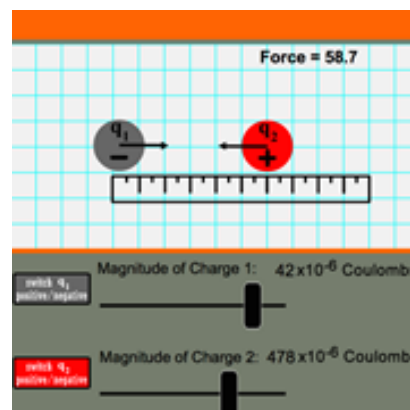 Force = 58.7
q₁
q₂
−
+
Magnitude of Charge 1: 42x10⁻⁶ Coulomb
switch q₁
positive/negative
Magnitude of Charge 2: 478x10⁻⁶ Coulomb
switch q₂
positive/negative